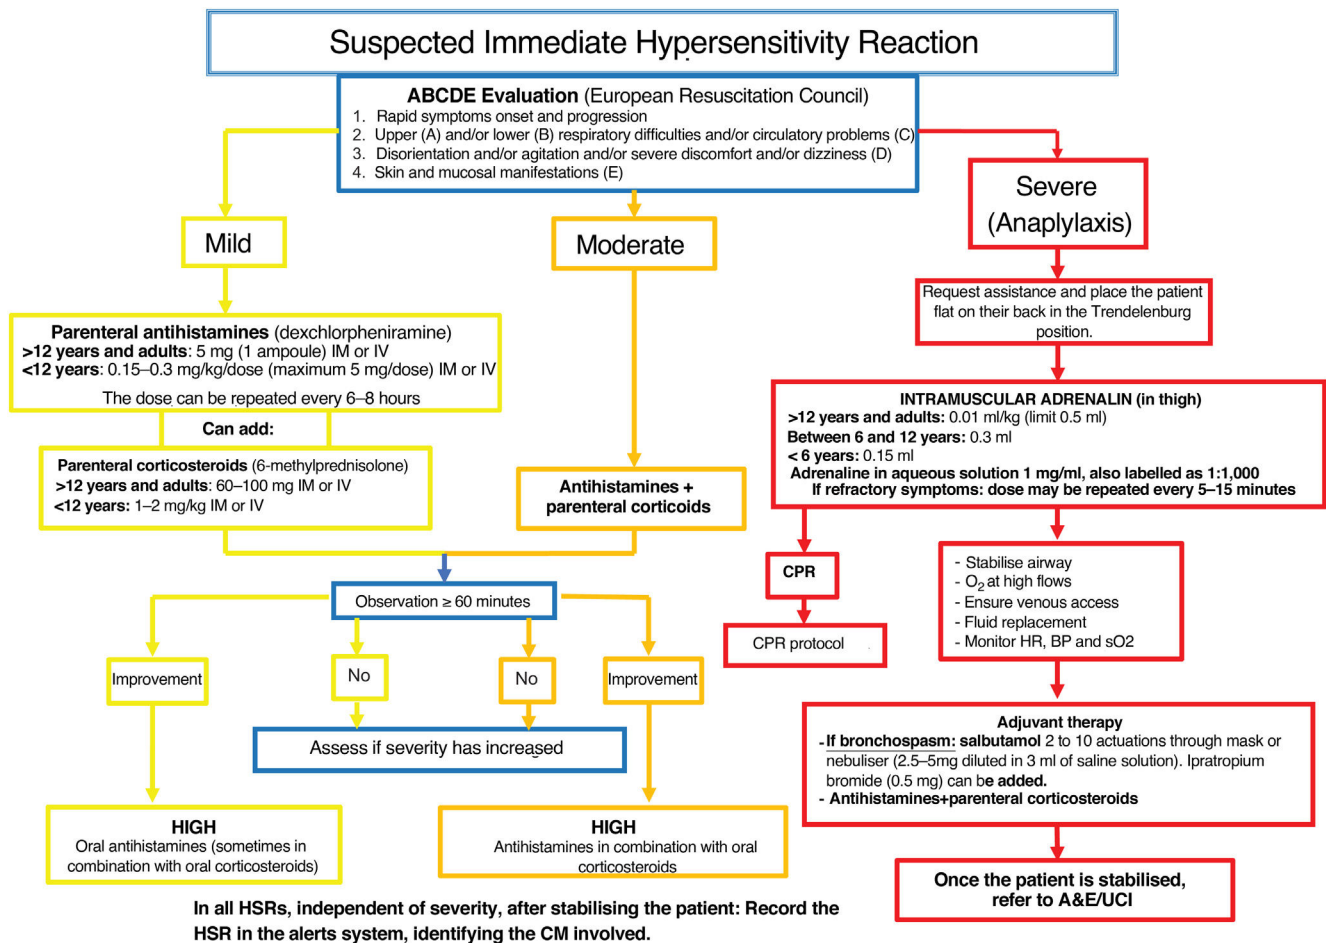 Suspected Immediate Hypersensitivity Reaction
ABCDE Evaluation (European Resuscitation Council)
1. Rapid symptoms onset and progression
2. Upper (A) and/or lower (B) respiratory difficulties and/or circulatory problems (C)
3. Disorientation and/or agitation and/or severe discomfort and/or dizziness (D)
4. Skin and mucosal manifestations (E)
Mild
Parenteral antihistamines (dexchlorpheniramine)
>12 years and adults: 5 mg (1 ampoule) IM or IV
<12 years: 0.15–0.3 mg/kg/dose (maximum 5 mg/dose) IM or IV
The dose can be repeated every 6–8 hours
Can add:
Parenteral corticosteroids (6-methylprednisolone)
>12 years and adults: 60–100 mg IM or IV
<12 years: 1–2 mg/kg IM or IV
Moderate
Antihistamines +
parenteral corticoids
Observation ≥ 60 minutes
Improvement
No
No
Improvement
Assess if severity has increased
HIGH
Oral antihistamines (sometimes in
combination with oral corticosteroids)
HIGH
Antihistamines in combination with oral
corticosteroids
Severe
(Anaplylaxis)
Request assistance and place the patient
flat on their back in the Trendelenburg
position.
INTRAMUSCULAR ADRENALIN (in thigh)
>12 years and adults: 0.01 ml/kg (limit 0.5 ml)
Between 6 and 12 years: 0.3 ml
< 6 years: 0.15 ml
Adrenaline in aqueous solution 1 mg/ml, also labelled as 1:1,000
If refractory symptoms: dose may be repeated every 5–15 minutes
CPR
CPR protocol
- Stabilise airway
- O₂ at high flows
- Ensure venous access
- Fluid replacement
- Monitor HR, BP and sO2
Adjuvant therapy
- If bronchospasm: salbutamol 2 to 10 actuations through mask or
nebuliser (2.5–5mg diluted in 3 ml of saline solution). Ipratropium
bromide (0.5 mg) can be added.
- Antihistamines+parenteral corticosteroids
Once the patient is stabilised,
refer to A&E/UCI
In all HSRs, independent of severity, after stabilising the patient: Record the
HSR in the alerts system, identifying the CM involved.